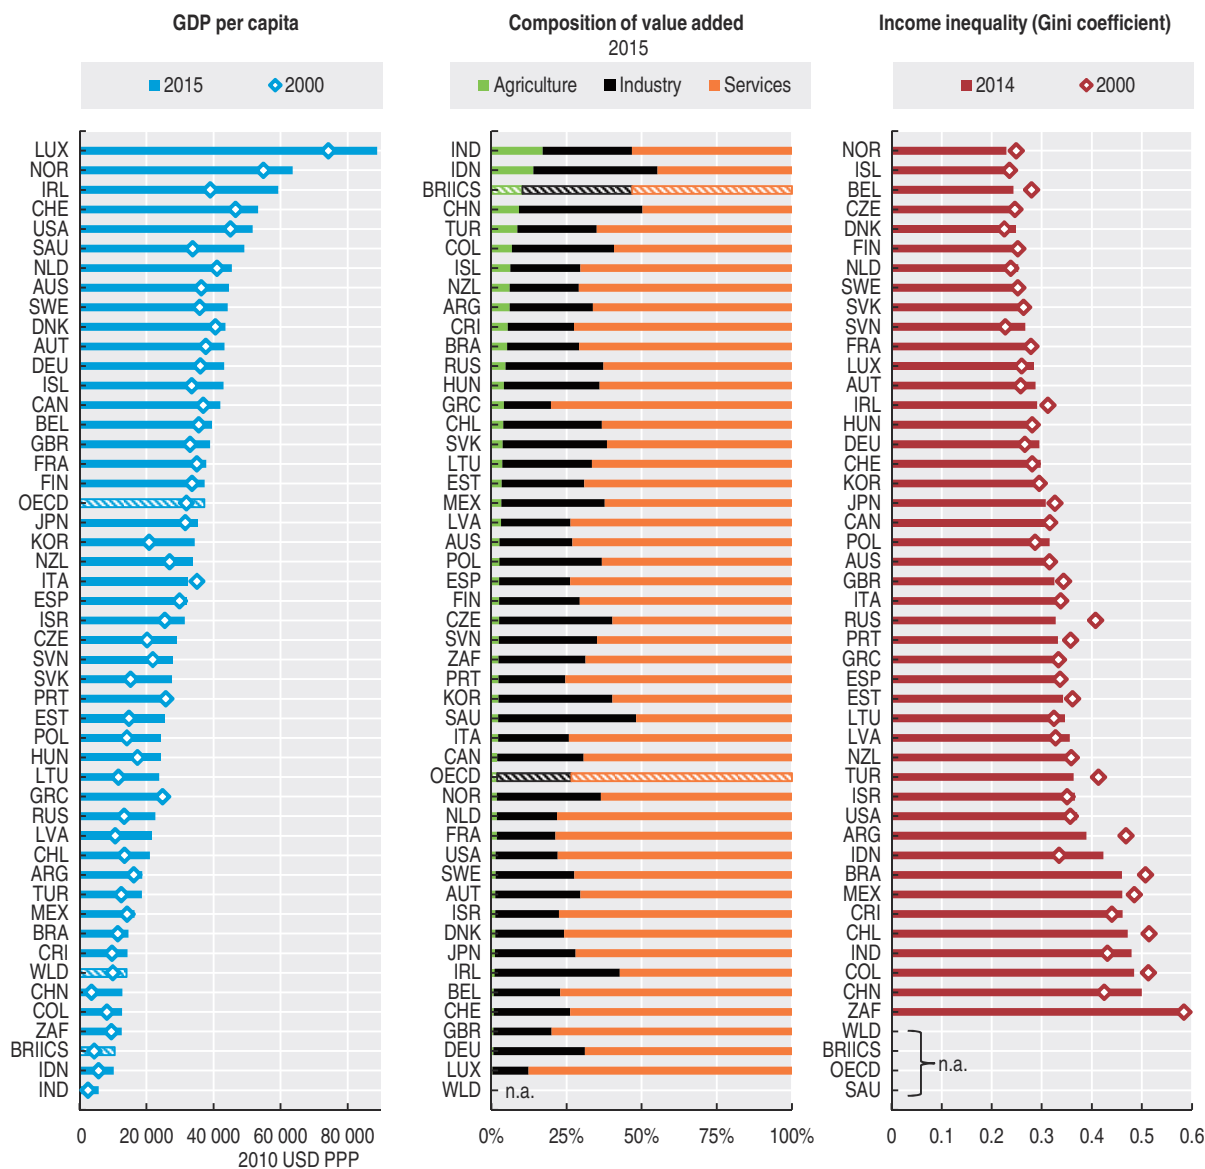 GDP per capita
2015
2000
LUX
NOR
IRL
CHE
USA
SAU
NLD
AUS
SWE
DNK
AUT
DEU
ISL
CAN
BEL
GBR
FRA
FIN
OECD
JPN
KOR
NZL
ITA
ESP
ISR
CZE
SVN
SVK
PRT
EST
POL
HUN
LTU
GRC
RUS
LVA
CHL
ARG
TUR
MEX
BRA
CRI
WLD
CHN
COL
ZAF
BRIICS
IDN
IND
0 20 000 40 000 60 000 80 000
2010 USD PPP
Composition of value added
2015
Agriculture Industry Services
IND
IDN
BRIICS
CHN
TUR
COL
ISL
NZL
ARG
CRI
BRA
RUS
HUN
GRC
CHL
SVK
LTU
EST
MEX
LVA
AUS
POL
ESP
FIN
CZE
SVN
ZAF
PRT
KOR
SAU
ITA
CAN
OECD
NOR
NLD
FRA
USA
SWE
AUT
ISR
DNK
JPN
IRL
BEL
CHE
GBR
DEU
LUX
WLD n.a.
0% 25% 50% 75% 100%
Income inequality (Gini coefficient)
2014
2000
NOR
ISL
BEL
CZE
DNK
FIN
NLD
SWE
SVK
SVN
FRA
LUX
AUT
IRL
HUN
DEU
CHE
KOR
JPN
CAN
POL
AUS
GBR
ITA
RUS
PRT
GRC
ESP
EST
LTU
LVA
NZL
TUR
ISR
USA
ARG
IDN
BRA
MEX
CRI
CHL
IND
COL
CHN
ZAF
WLD
BRIICS
n.a.
OECD
SAU
0 0.1 0.2 0.3 0.4 0.5 0.6